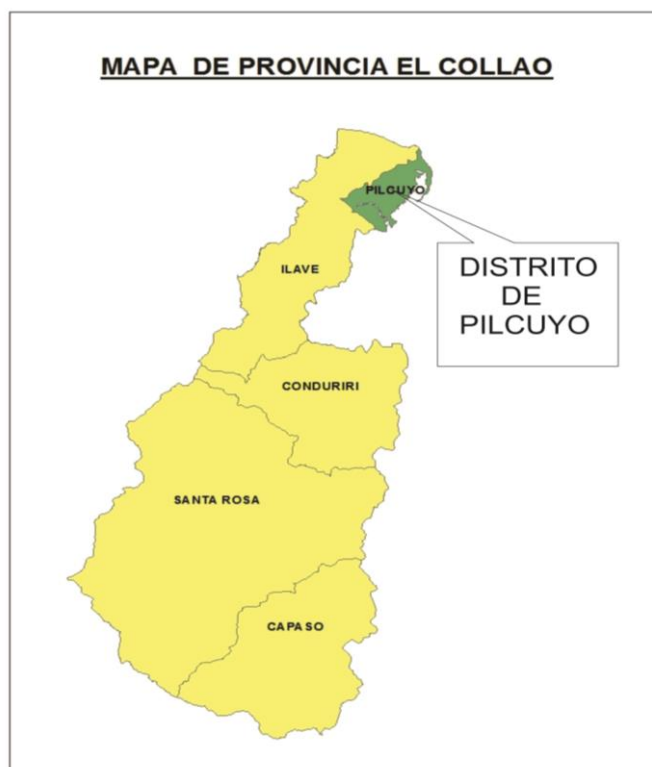 MAPA DE PROVINCIA EL COLLAO
PILCUYO
ILAVE
DISTRITO
DE
PILCUYO
CONDURIRI
SANTA ROSA
CAPASO